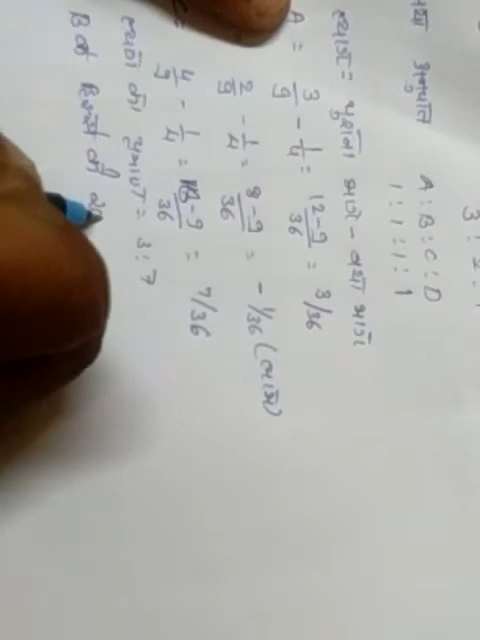 3 : 2 :
अनुपात A : B : C : D
1 : 1 : 1 : 1
त्याग = पुराना भाग - नया भाग
A = 3/9 - 1/4 = 12-9/36 = 3/36
2/9 - 1/4 = 8-9/36 = - 1/36 (लाभ)
= 4/9 - 1/4 = 16-9/36 = 7/36
त्याग का अनुपात = 3 : 7
B के हिस्से की